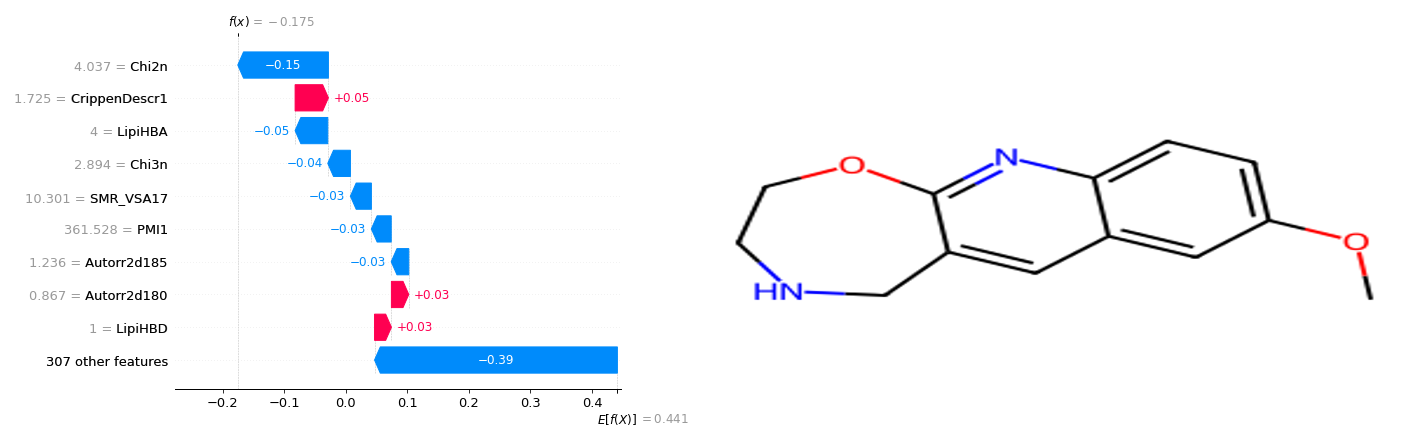 f(x) = −0.175
4.037 = Chi2n
−0.15
1.725 = CrippenDescr1
+0.05
4 = LipiHBA
−0.05
2.894 = Chi3n
−0.04
10.301 = SMR_VSA17
−0.03
361.528 = PMI1
−0.03
1.236 = Autorr2d185
−0.03
0.867 = Autorr2d180
+0.03
1 = LipiHBD
+0.03
307 other features
−0.39
−0.2 −0.1 0.0 0.1 0.2 0.3 0.4
E[f(X)] = 0.441
N
O
O
HN